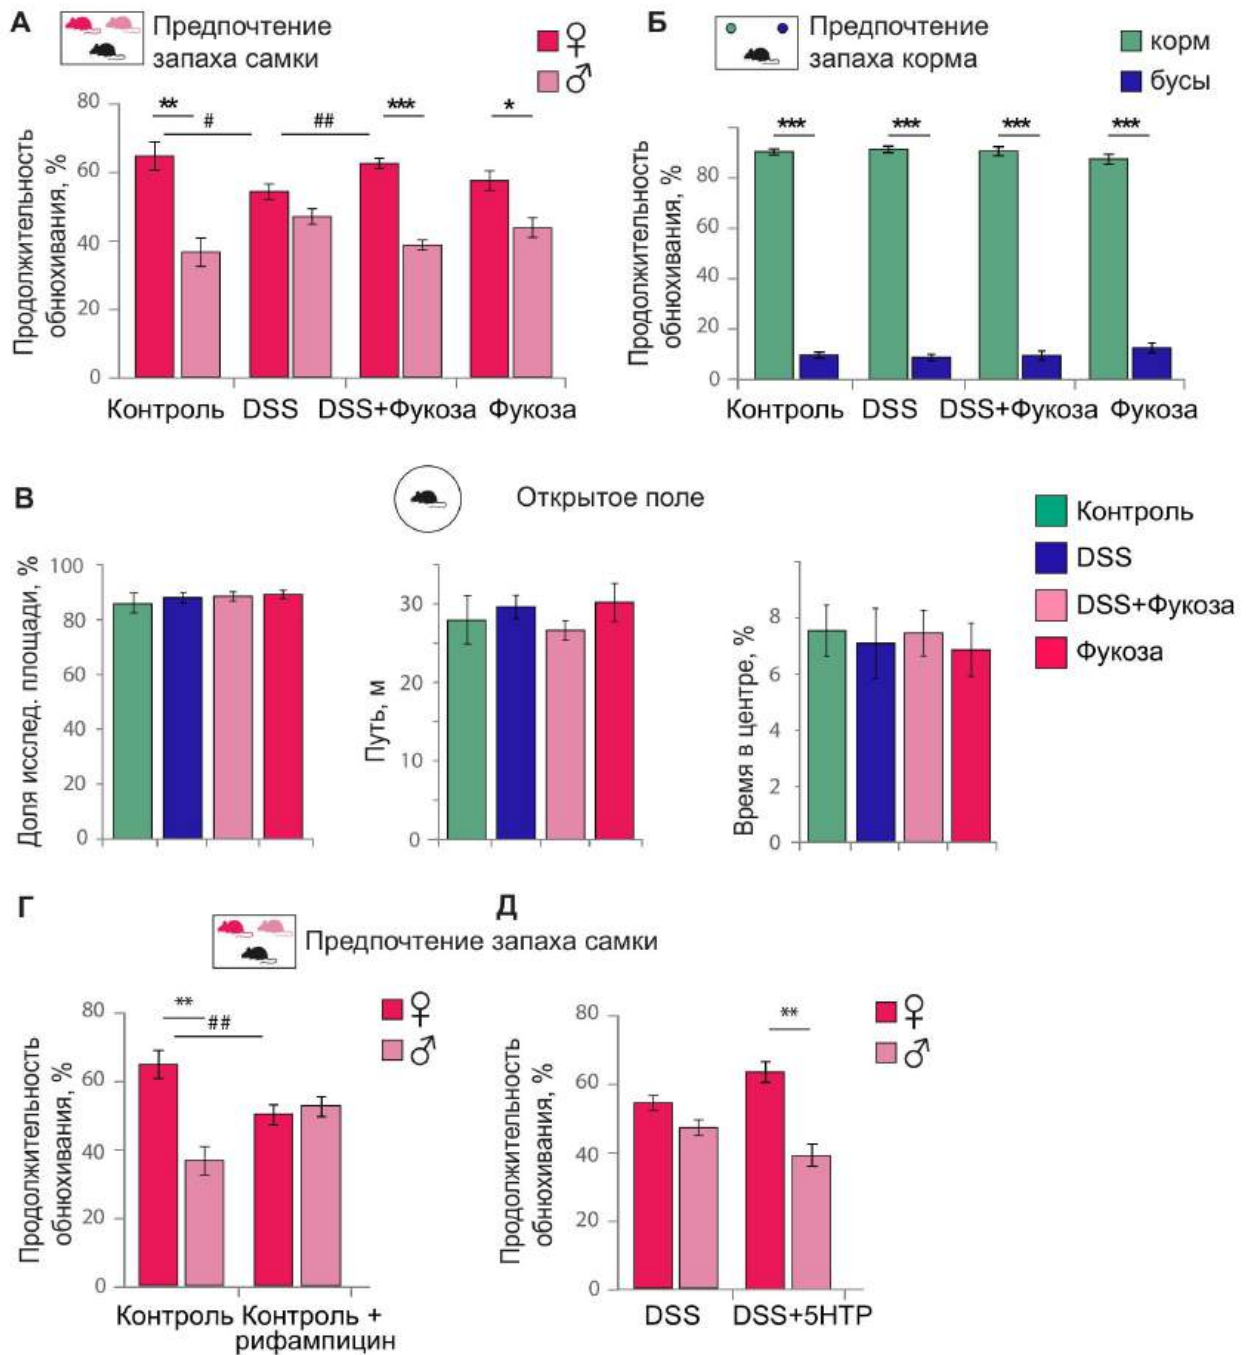 А
Предпочтение
запаха самки
♀
♂
80
60
40
20
0
Продолжительность
обнюхивания, %
**
#
##
***
*
Контроль DSS DSS+Фукоза Фукоза
Б
Предпочтение
запаха корма
корм
бусы
80
60
40
20
0
Продолжительность
обнюхивания, %
***
***
***
***
Контроль DSS DSS+Фукоза Фукоза
В
Открытое поле
Контроль
DSS
DSS+Фукоза
Фукоза
Доля исслед. площади, %
100
80
60
40
20
0
Путь, м
30
20
10
0
Время в центре, %
8
6
4
2
0
Г
Д
Предпочтение запаха самки
♀
♂
Продолжительность
обнюхивания, %
80
60
40
20
0
**
##
Контроль Контроль +
рифампицин
♀
♂
Продолжительность
обнюхивания, %
80
60
40
20
0
**
DSS DSS+5HTP